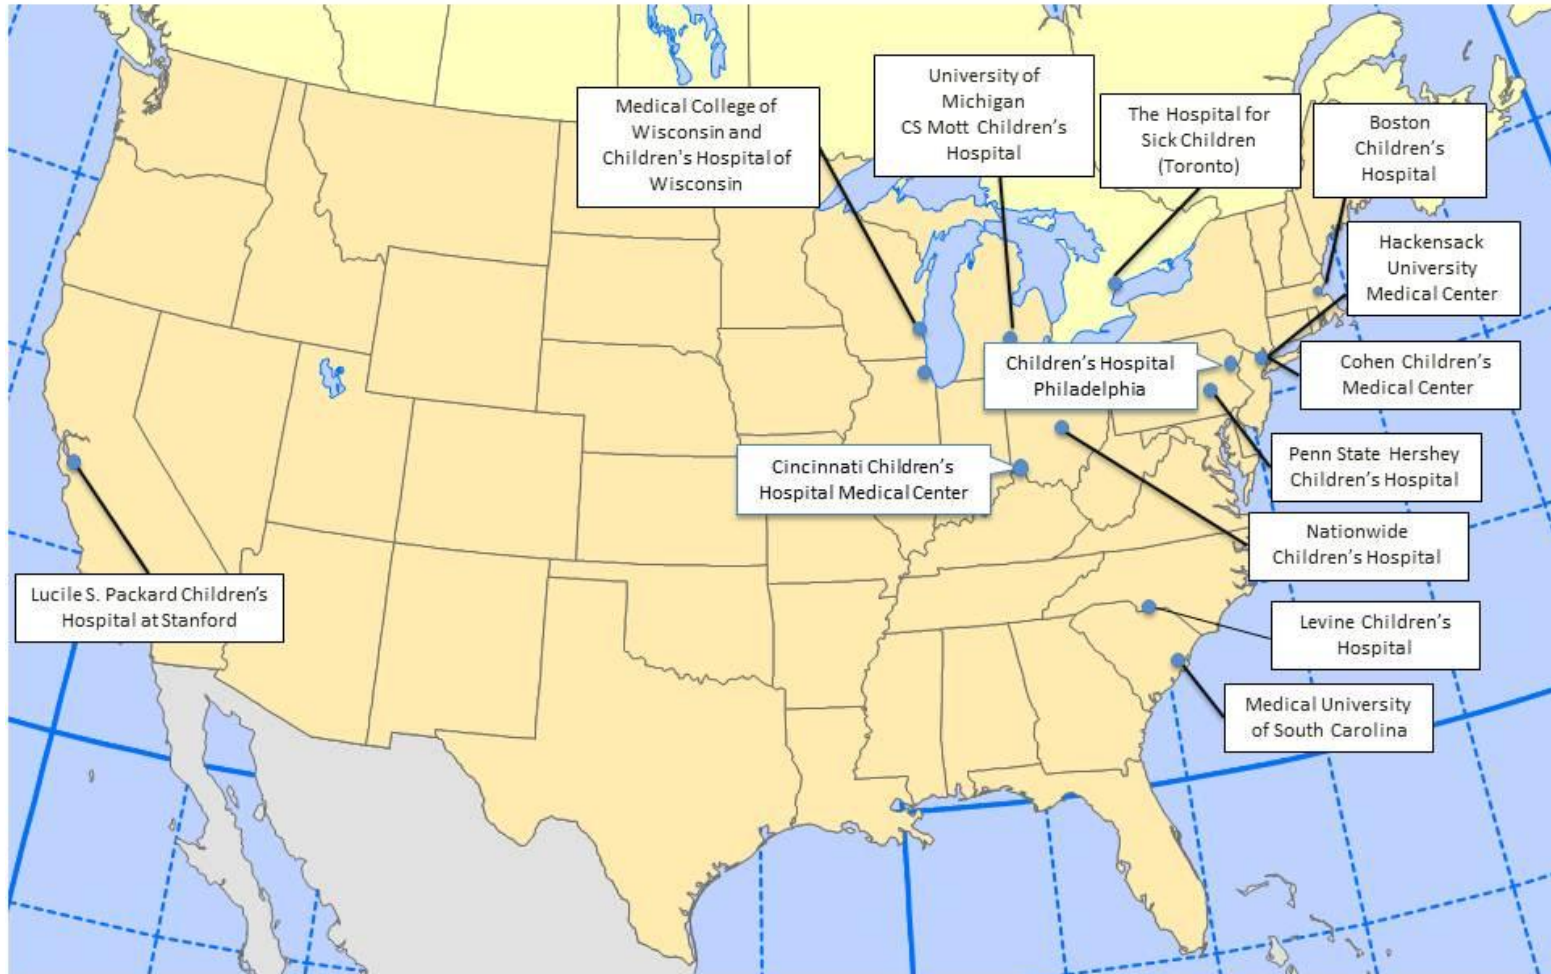 Medical College of
Wisconsin and
Children's Hospital of
Wisconsin
University of
Michigan
CS Mott Children’s
Hospital
The Hospital for
Sick Children
(Toronto)
Boston
Children’s
Hospital
Hackensack
University
Medical Center
Children’s Hospital
Philadelphia
Cohen Children’s
Medical Center
Cincinnati Children’s
Hospital Medical Center
Penn State Hershey
Children’s Hospital
Nationwide
Children’s Hospital
Lucile S. Packard Children’s
Hospital at Stanford
Levine Children’s
Hospital
Medical University
of South Carolina